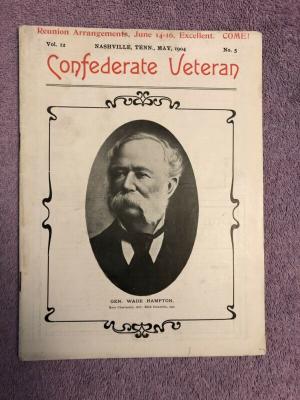 Reunion Arrangements, June 14-16, Excellent. COME!
Vol. 12 NASHVILLE, TENN., MAY, 1904 No. 5
Confederate Veteran
GEN. WADE HAMPTON.